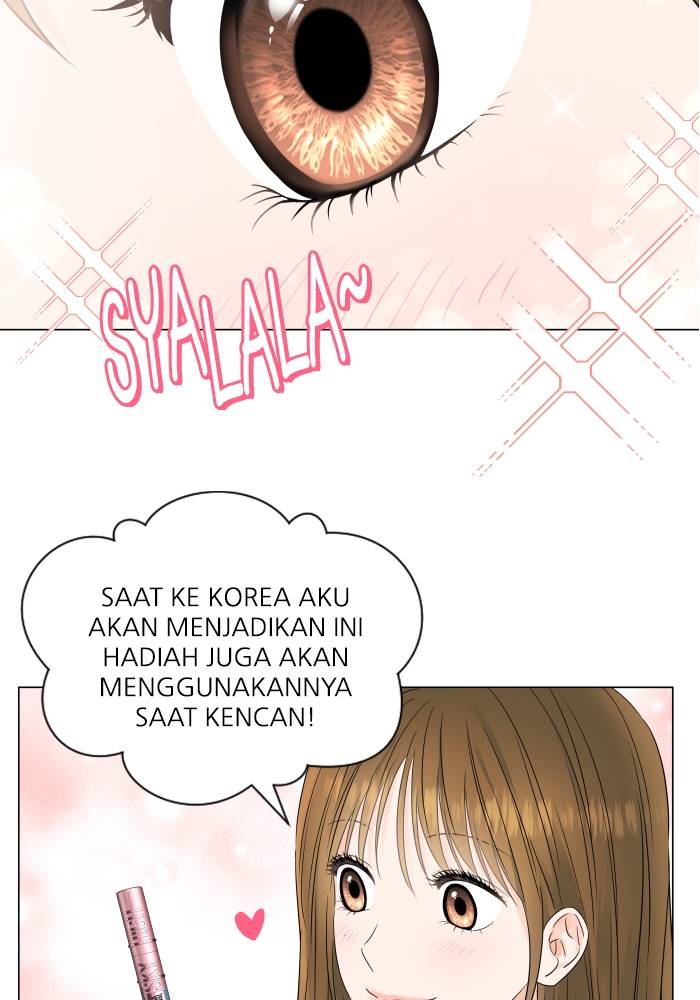 SYALALA~
SAAT KE KOREA AKU
AKAN MENJADIKAN INI
HADIAH JUGA AKAN
MENGGUNAKANNYA
SAAT KENCAN!